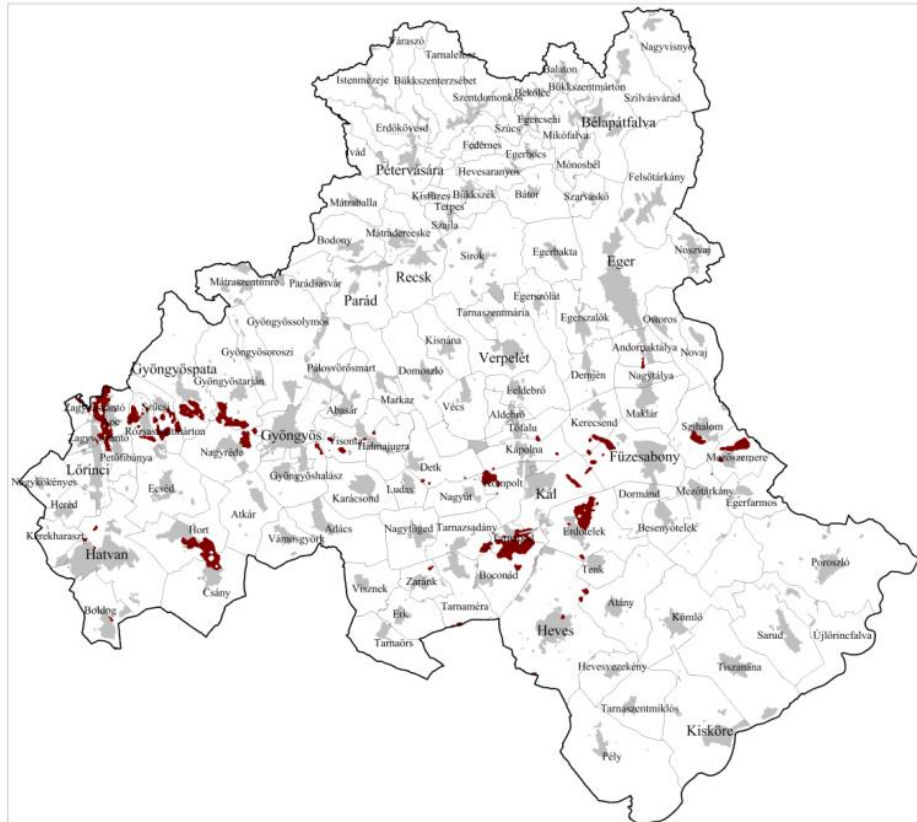 Nagyvisnyó
Tarnalelesz
Balaton
Istenmezeje
Bükkszenterzsébet
Bekölce
Bükkszentmárton
Szentdomonkos
Szilvásvárad
Egercsehi
Bélapátfalva
Erdőkövesd
Szúcs
Mikófalva
Ivád
Fedémes
Egerbocs
Mónosbél
Pétervására
Hevesaranyos
Felsőtárkány
Kisfüzes
Bükkszék
Bátor
Szarvaskő
Mátraballa
Terpes
Szajla
Bodony
Mátraderecske
Noszvaj
Sirok
Egerbakta
Eger
Recsk
Mátraszentimre
Parádsasvár
Parád
Egerszólát
Tarnaszentmária
Gyöngyössolymos
Egerszalók
Ostoros
Kisnána
Andornaktálya
Novaj
Gyöngyösoroszi
Verpelét
Gyöngyöspata
Pálosvörösmart
Domoszló
Demjén
Nagytálya
Gyöngyöstarján
Feldebrő
Markaz
Vécs
Szűcsi
Abasár
Aldebrő
Maklár
Kerecsend
Tófalu
Szihalom
Gyöngyös
Visonta
Halmajugra
Kápolna
Nagyréde
Petőfibánya
Füzesabony
Mezőszemere
Lőrinci
Gyöngyöshalász
Detk
Nagykökényes
Ecséd
Karácsond
Ludas
Nagyút
Kompolt
Kál
Dormánd
Mezőtárkány
Egerfarmos
Heréd
Atkár
Adács
Nagyfüged
Tarnazsadány
Erdőtelek
Besenyőtelek
Hort
Vámosgyörk
Kerekharaszt
Hatvan
Boconád
Tenk
Poroszló
Csány
Visznek
Zaránk
Boldog
Erk
Tarnaméra
Átány
Kömlő
Tarnaörs
Heves
Sarud
Újlőrincfalva
Hevesvezekény
Tiszanána
Tarnaszentmiklós
Kisköre
Pély